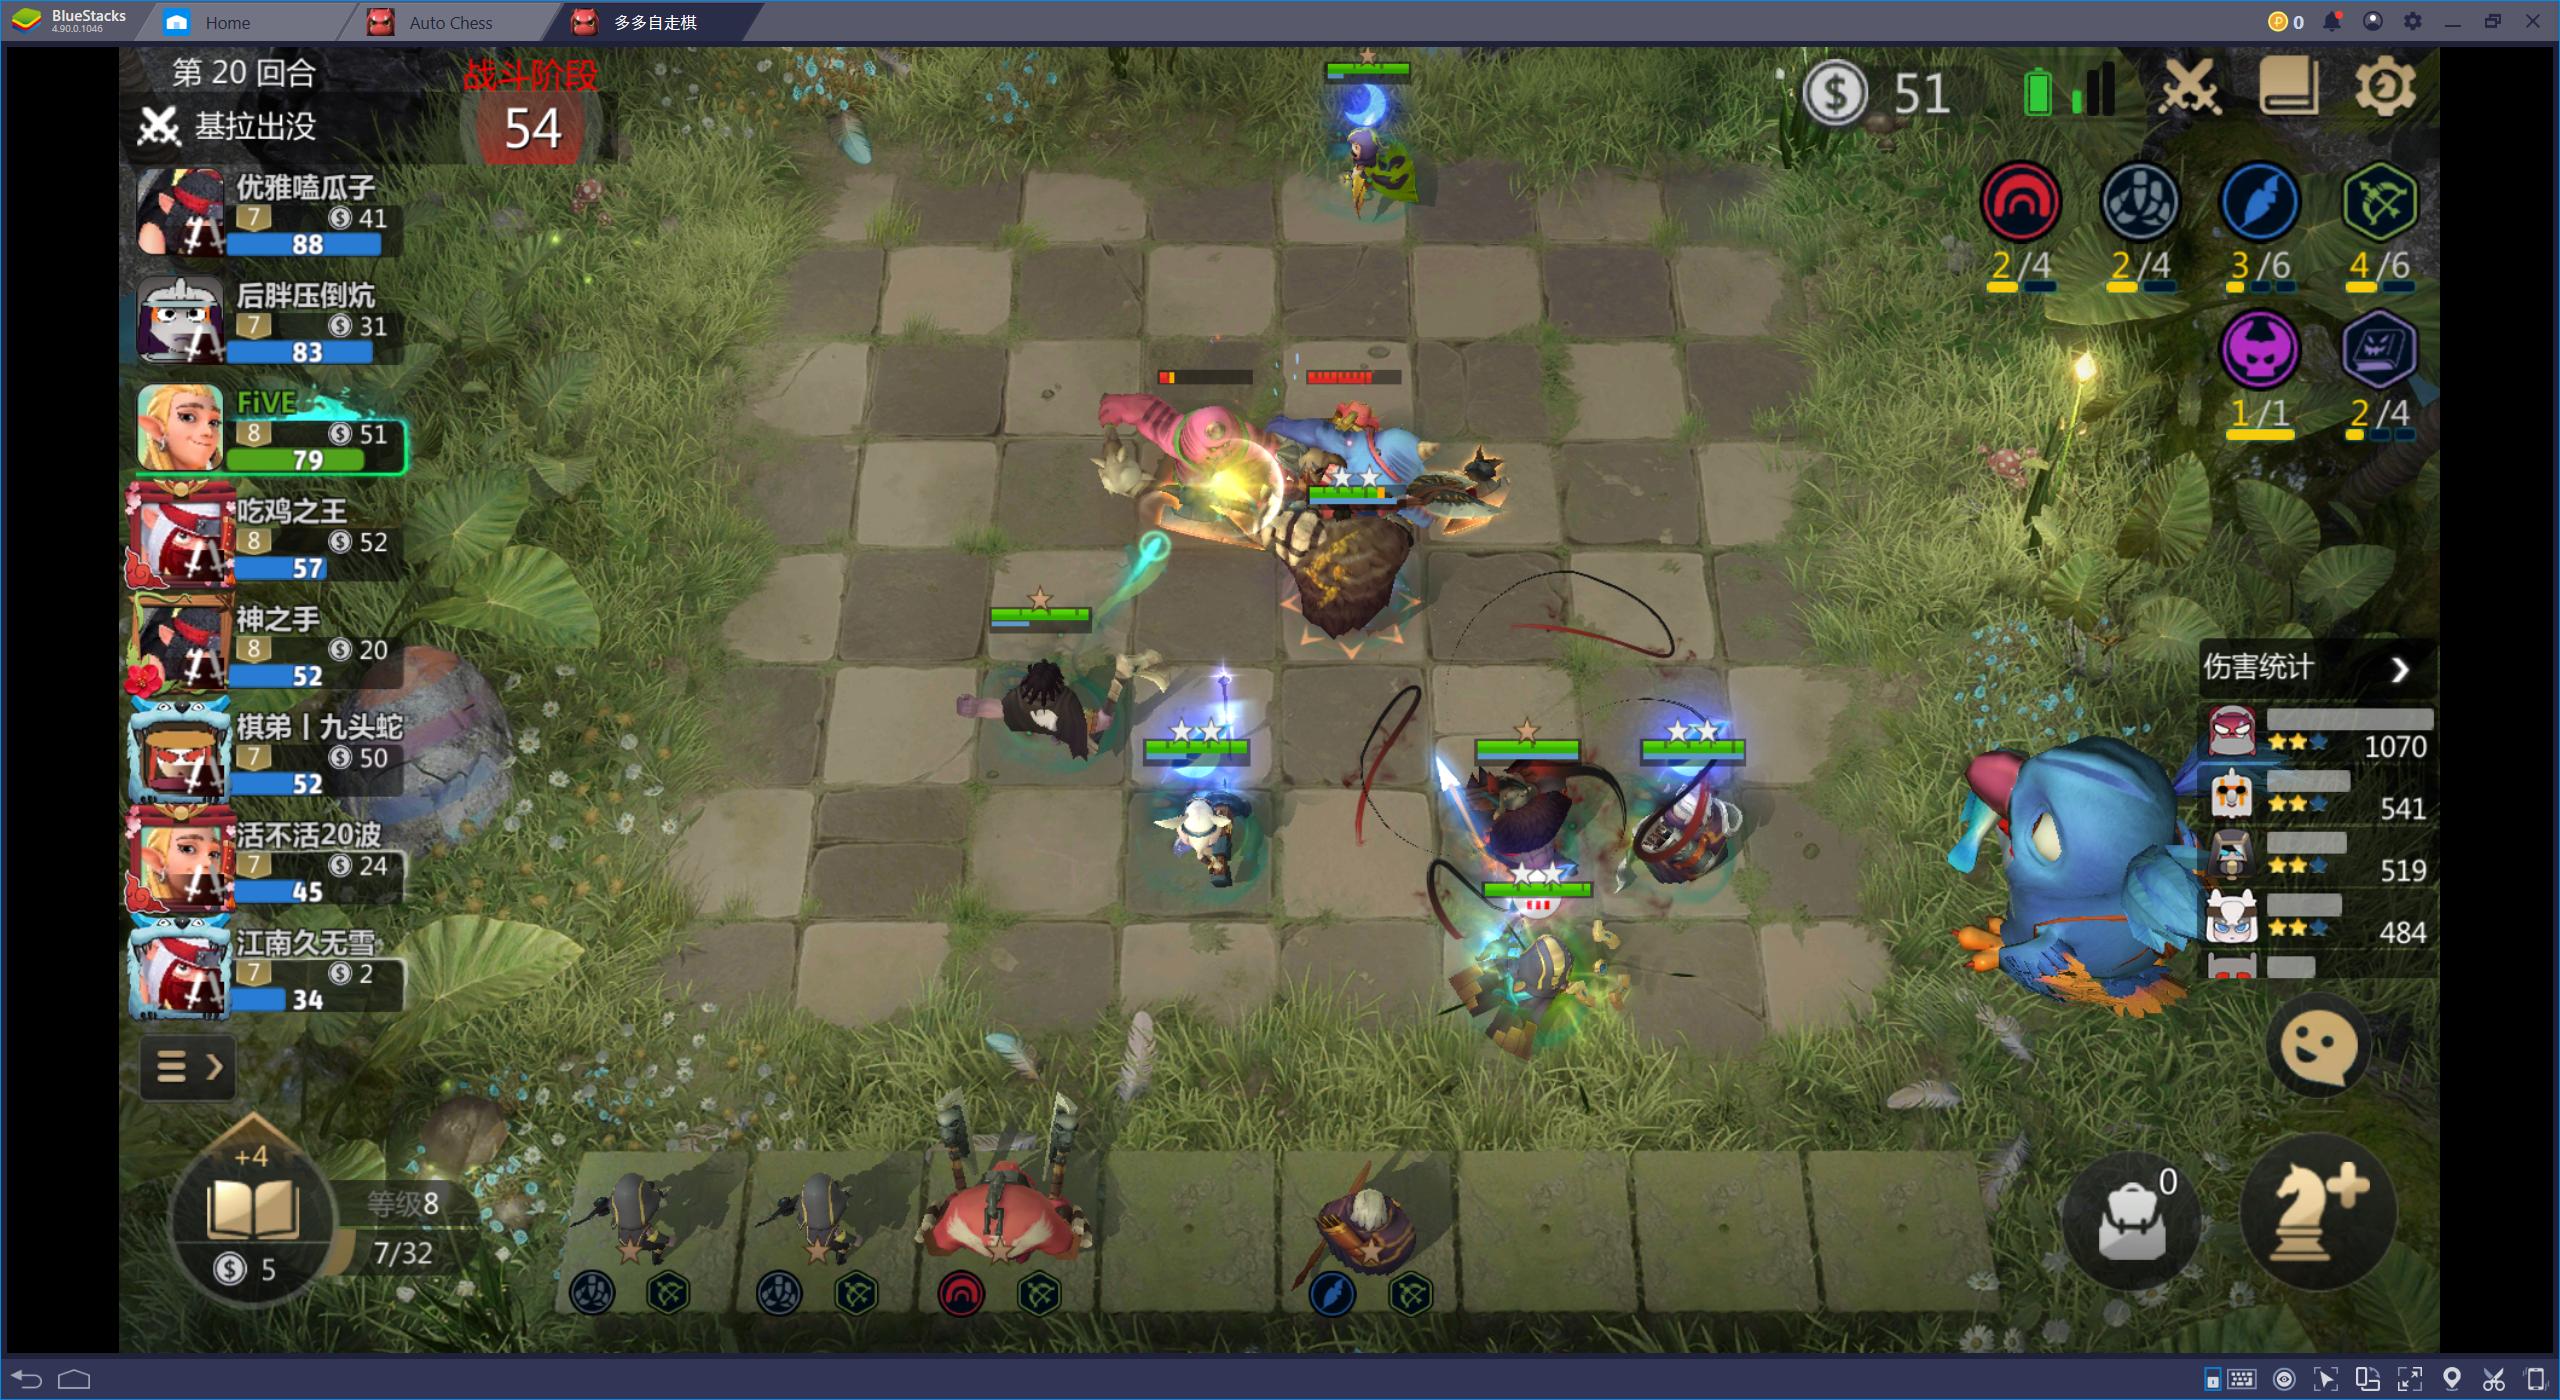 BlueStacks
4.90.0.1046
Home
Auto Chess
多多自走棋
0
第 20 回合
战斗阶段
基拉出没
54
51
优雅嗑瓜子
7
41
88
后胖压倒炕
7
31
83
FiVE
8
51
79
吃鸡之王
8
52
57
神之手
8
20
52
棋弟丨九头蛇
7
50
52
活不活20波
7
24
45
江南久无雪
7
2
34
2/4
2/4
3/6
4/6
1/1
2/4
伤害统计
1070
541
519
484
+4
等级8
7/32
5
0